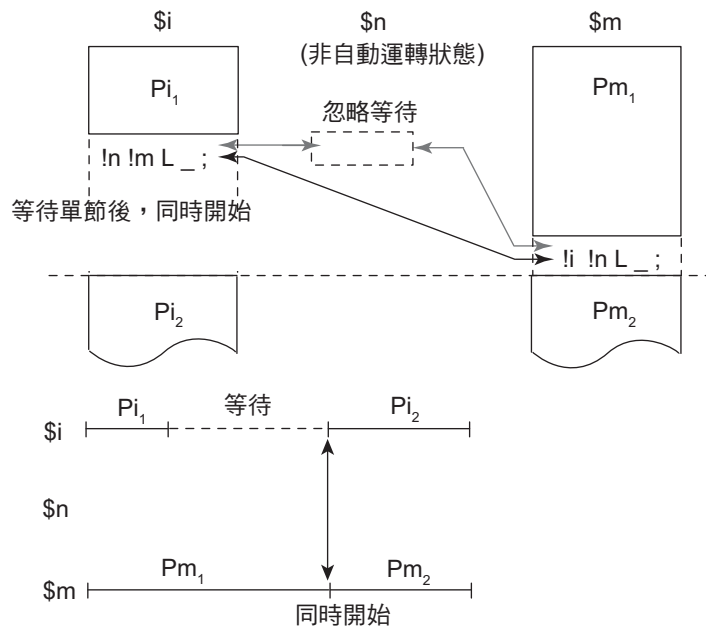 $i $n $m
(非自動運轉狀態)
Pi₁ Pm₁
忽略等待
!n !m L _ ;
等待單節後，同時開始
!i !n L _ ;
Pi₂ Pm₂
Pi₁ 等待 Pi₂
$i
$n
Pm₁ Pm₂
$m
同時開始